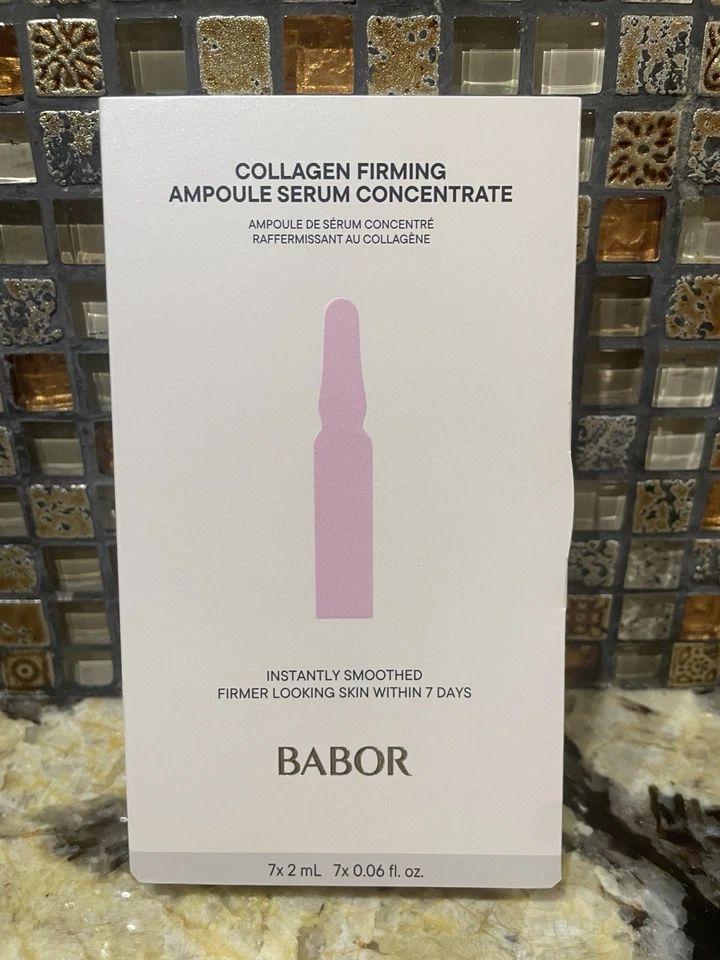 COLLAGEN FIRMING
AMPOULE SERUM CONCENTRATE
AMPOULE DE SÉRUM CONCENTRÉ
RAFFERMISSANT AU COLLAGÈNE
INSTANTLY SMOOTHED
FIRMER LOOKING SKIN WITHIN 7 DAYS
BABOR
7x 2 mL 7x 0.06 fl. oz.